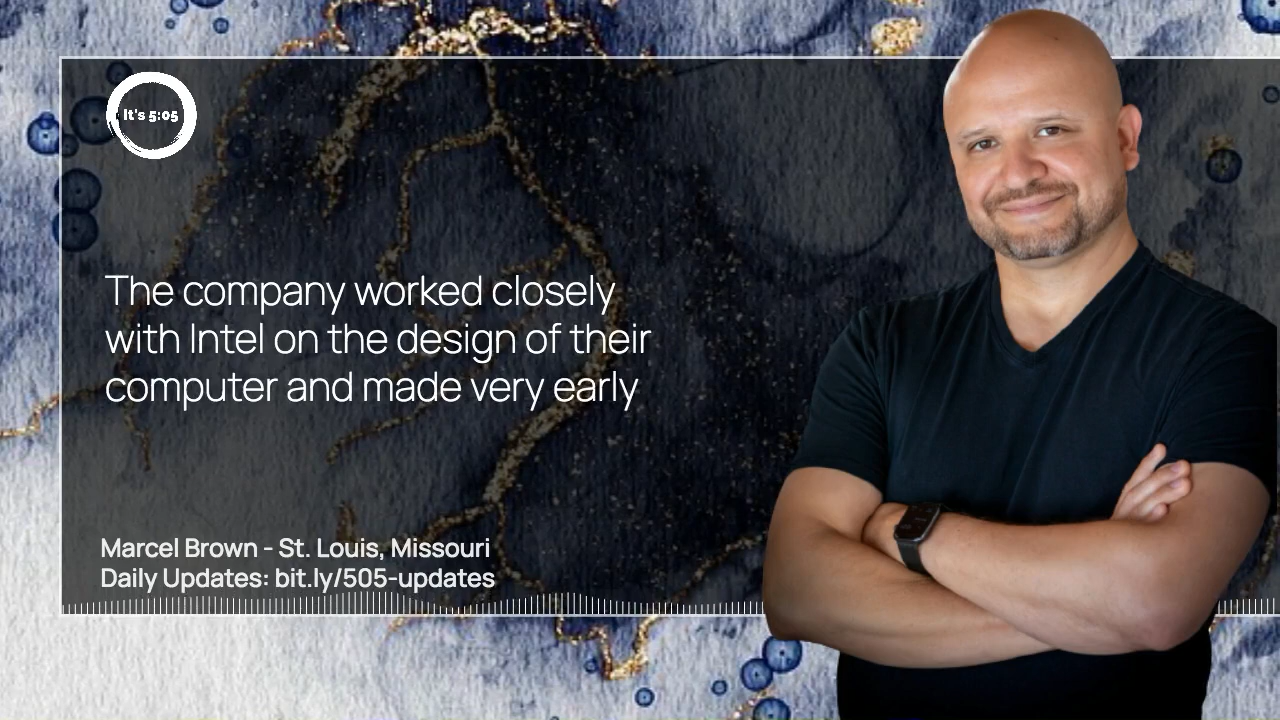 It's 5:05
The company worked closely
with Intel on the design of their
computer and made very early
Marcel Brown - St. Louis, Missouri
Daily Updates: bit.ly/505-updates